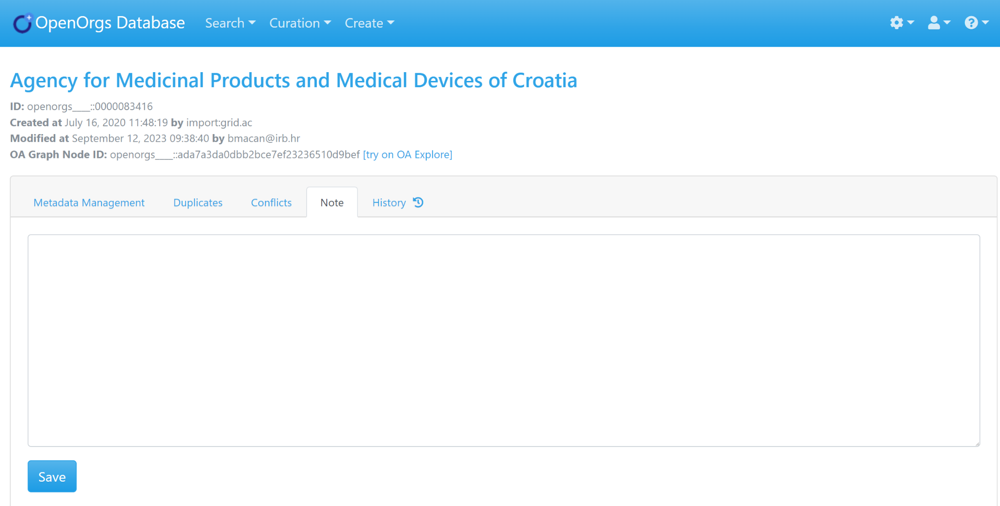 OpenOrgs Database Search Curation Create
Agency for Medicinal Products and Medical Devices of Croatia
ID: openorgs____::0000083416
Created at July 16, 2020 11:48:19 by import:grid.ac
Modified at September 12, 2023 09:38:40 by bmacan@irb.hr
OA Graph Node ID: openorgs____::ada7a3da0dbb2bce7ef23236510d9bef [try on OA Explore]
Metadata Management Duplicates Conflicts Note History
Save